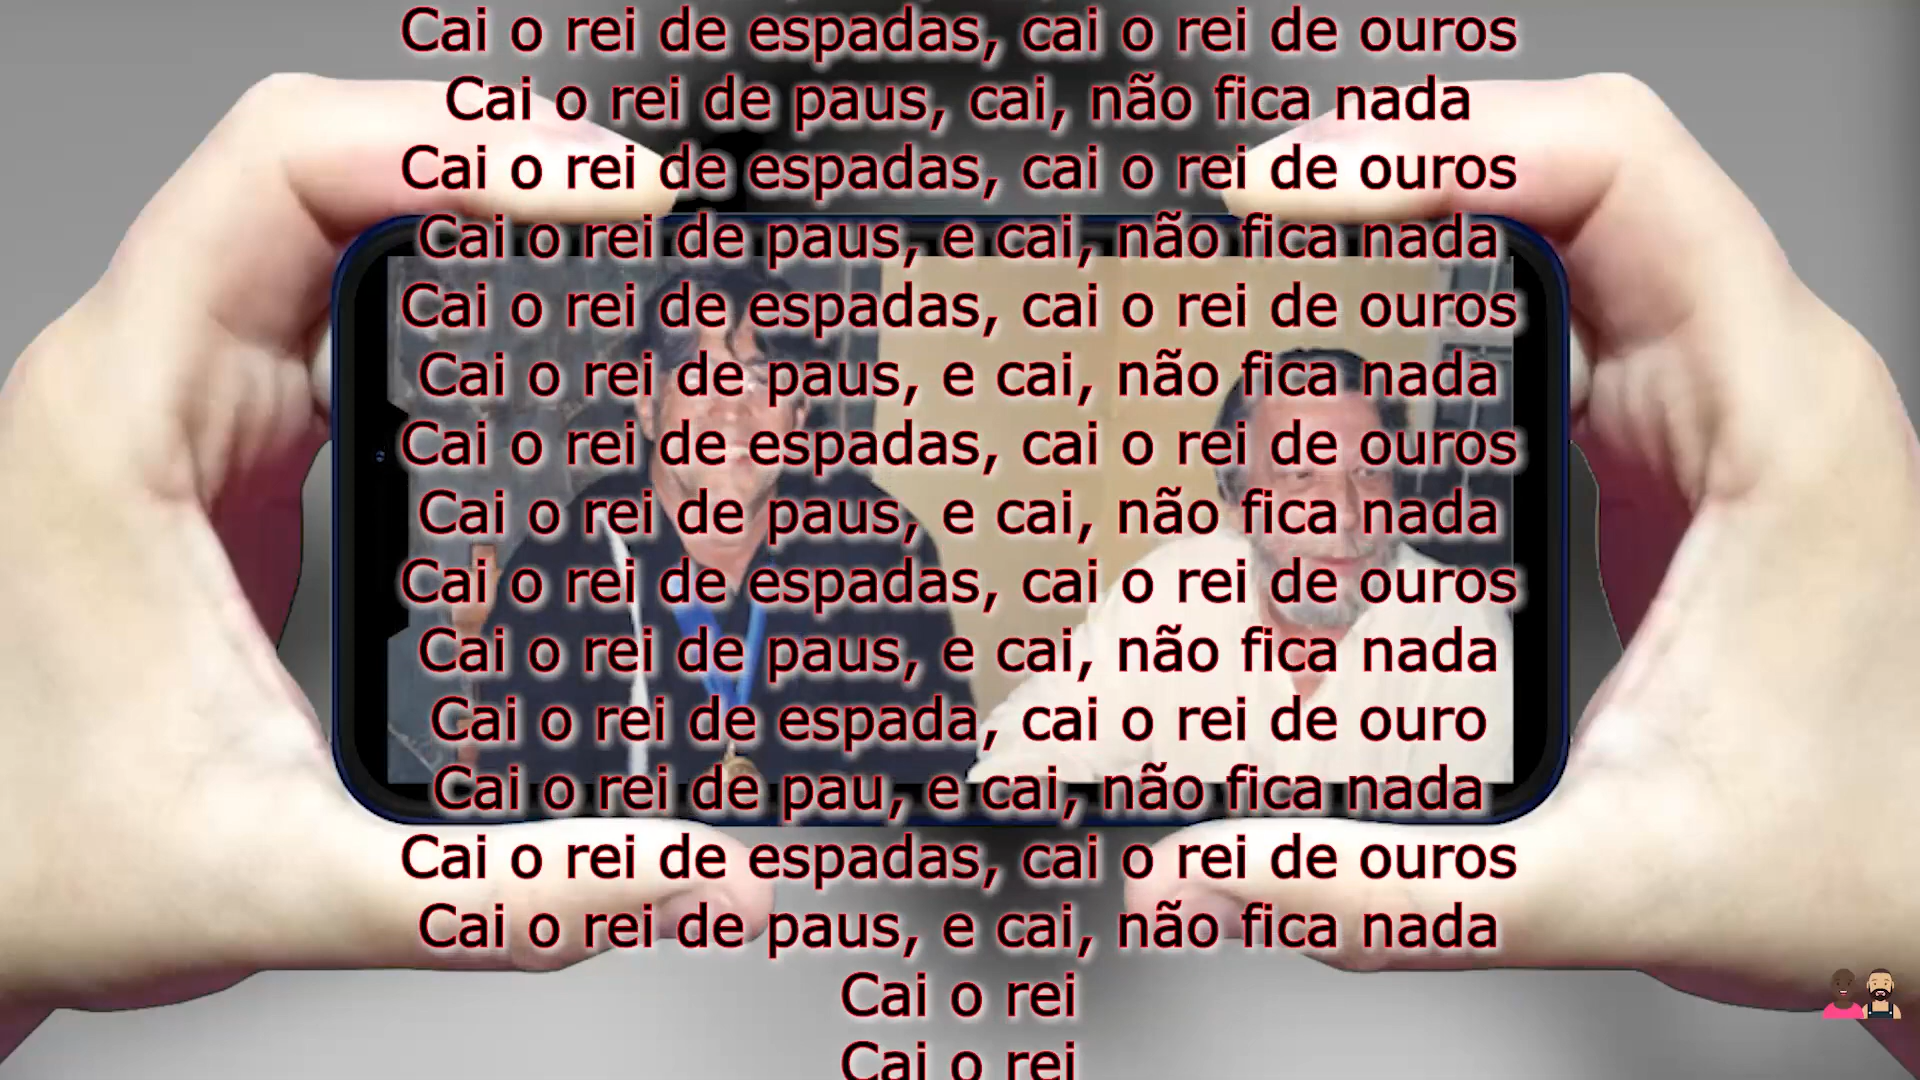 Cai o rei de espadas, cai o rei de ouros
Cai o rei de paus, cai, não fica nada
Cai o rei de espadas, cai o rei de ouros
Cai o rei de paus, e cai, não fica nada
Cai o rei de espadas, cai o rei de ouros
Cai o rei de paus, e cai, não fica nada
Cai o rei de espadas, cai o rei de ouros
Cai o rei de paus, e cai, não fica nada
Cai o rei de espadas, cai o rei de ouros
Cai o rei de paus, e cai, não fica nada
Cai o rei de espada, cai o rei de ouro
Cai o rei de pau, e cai, não fica nada
Cai o rei de espadas, cai o rei de ouros
Cai o rei de paus, e cai, não fica nada
Cai o rei
Cai o rei